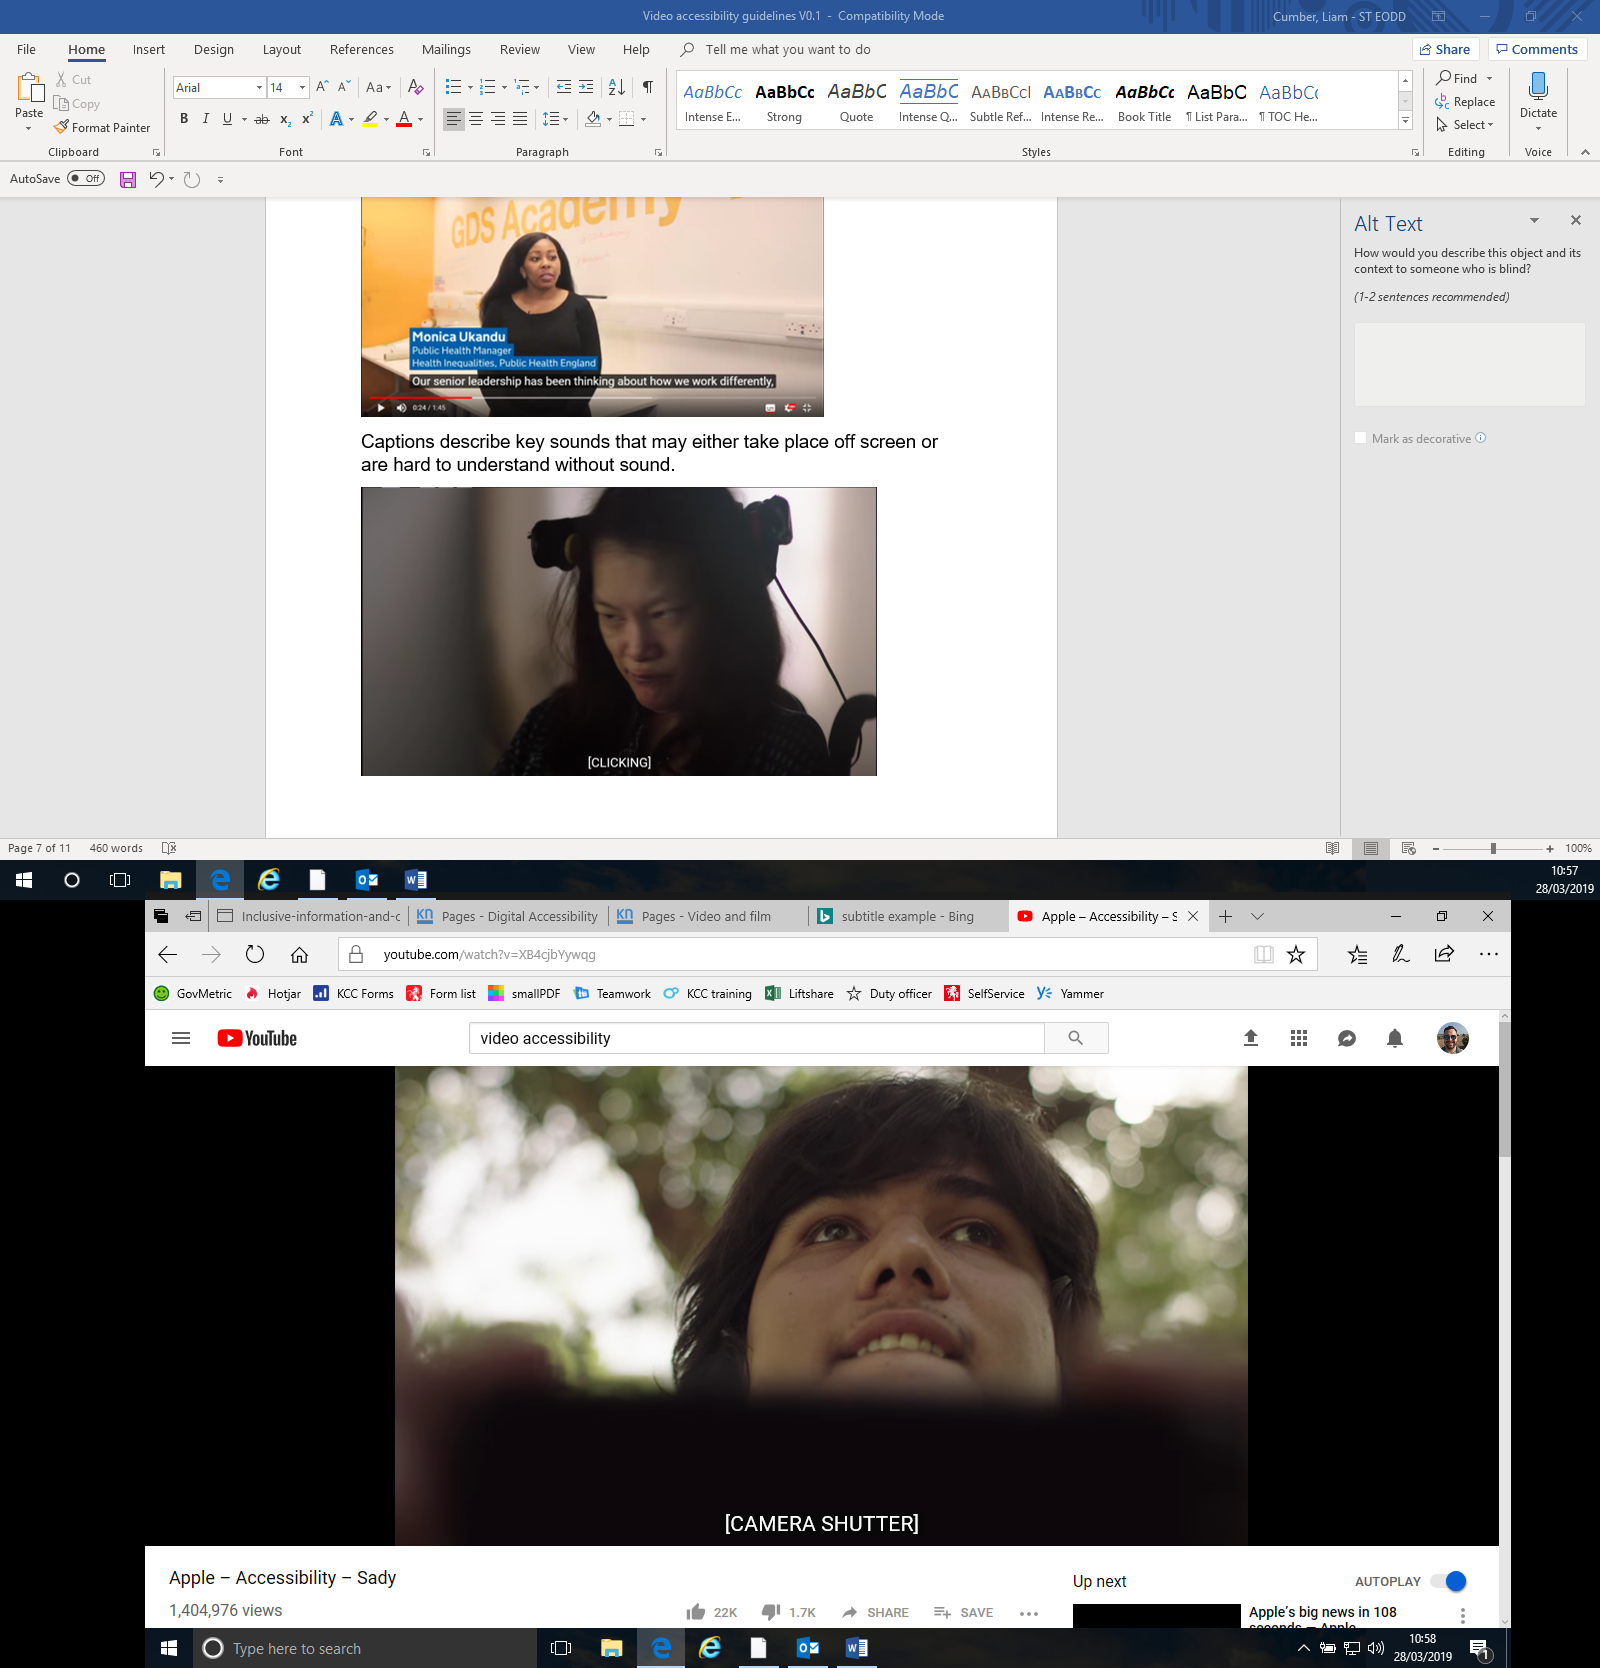 Video accessibility guidelines V0.1 - Compatibility Mode
Cumber, Liam - ST EODD
File Home Insert Design Layout References Mailings Review View Help Tell me what you want to do
Share Comments
Paste
Cut
Copy
Format Painter
Clipboard
Arial 14
Font
Paragraph
AaBbCc AaBbCc AaBbC AaBbC AaBbCcI AaBbCc AaBbCc AaBbC AaBbCc
Intense E... Strong Quote Intense Q... Subtle Ref... Intense Re... Book Title ¶ List Para... ¶ TOC He...
Styles
Find
Replace
Select
Editing
Dictate
Voice
AutoSave Off
GDS Academy
Monica Ukandu
Public Health Manager
Health Inequalities, Public Health England
Our senior leadership has been thinking about how we work differently,
0:24 / 1:45
Captions describe key sounds that may either take place off screen or
are hard to understand without sound.
[CLICKING]
Alt Text
How would you describe this object and its
context to someone who is blind?
(1-2 sentences recommended)
Mark as decorative
Page 7 of 11 460 words
100%
10:57
28/03/2019
Inclusive-information-and-c
Pages - Digital Accessibility
Pages - Video and film
subtitle example - Bing
Apple – Accessibility – S
youtube.com/watch?v=XB4cjbYywqg
GovMetric Hotjar KCC Forms Form list smallPDF Teamwork KCC training Liftshare Duty officer SelfService Yammer
YouTube
video accessibility
[CAMERA SHUTTER]
Apple – Accessibility – Sady
1,404,976 views
22K 1.7K SHARE SAVE
Up next
AUTOPLAY
Apple's big news in 108
seconds — Apple
Type here to search
10:58
28/03/2019
1